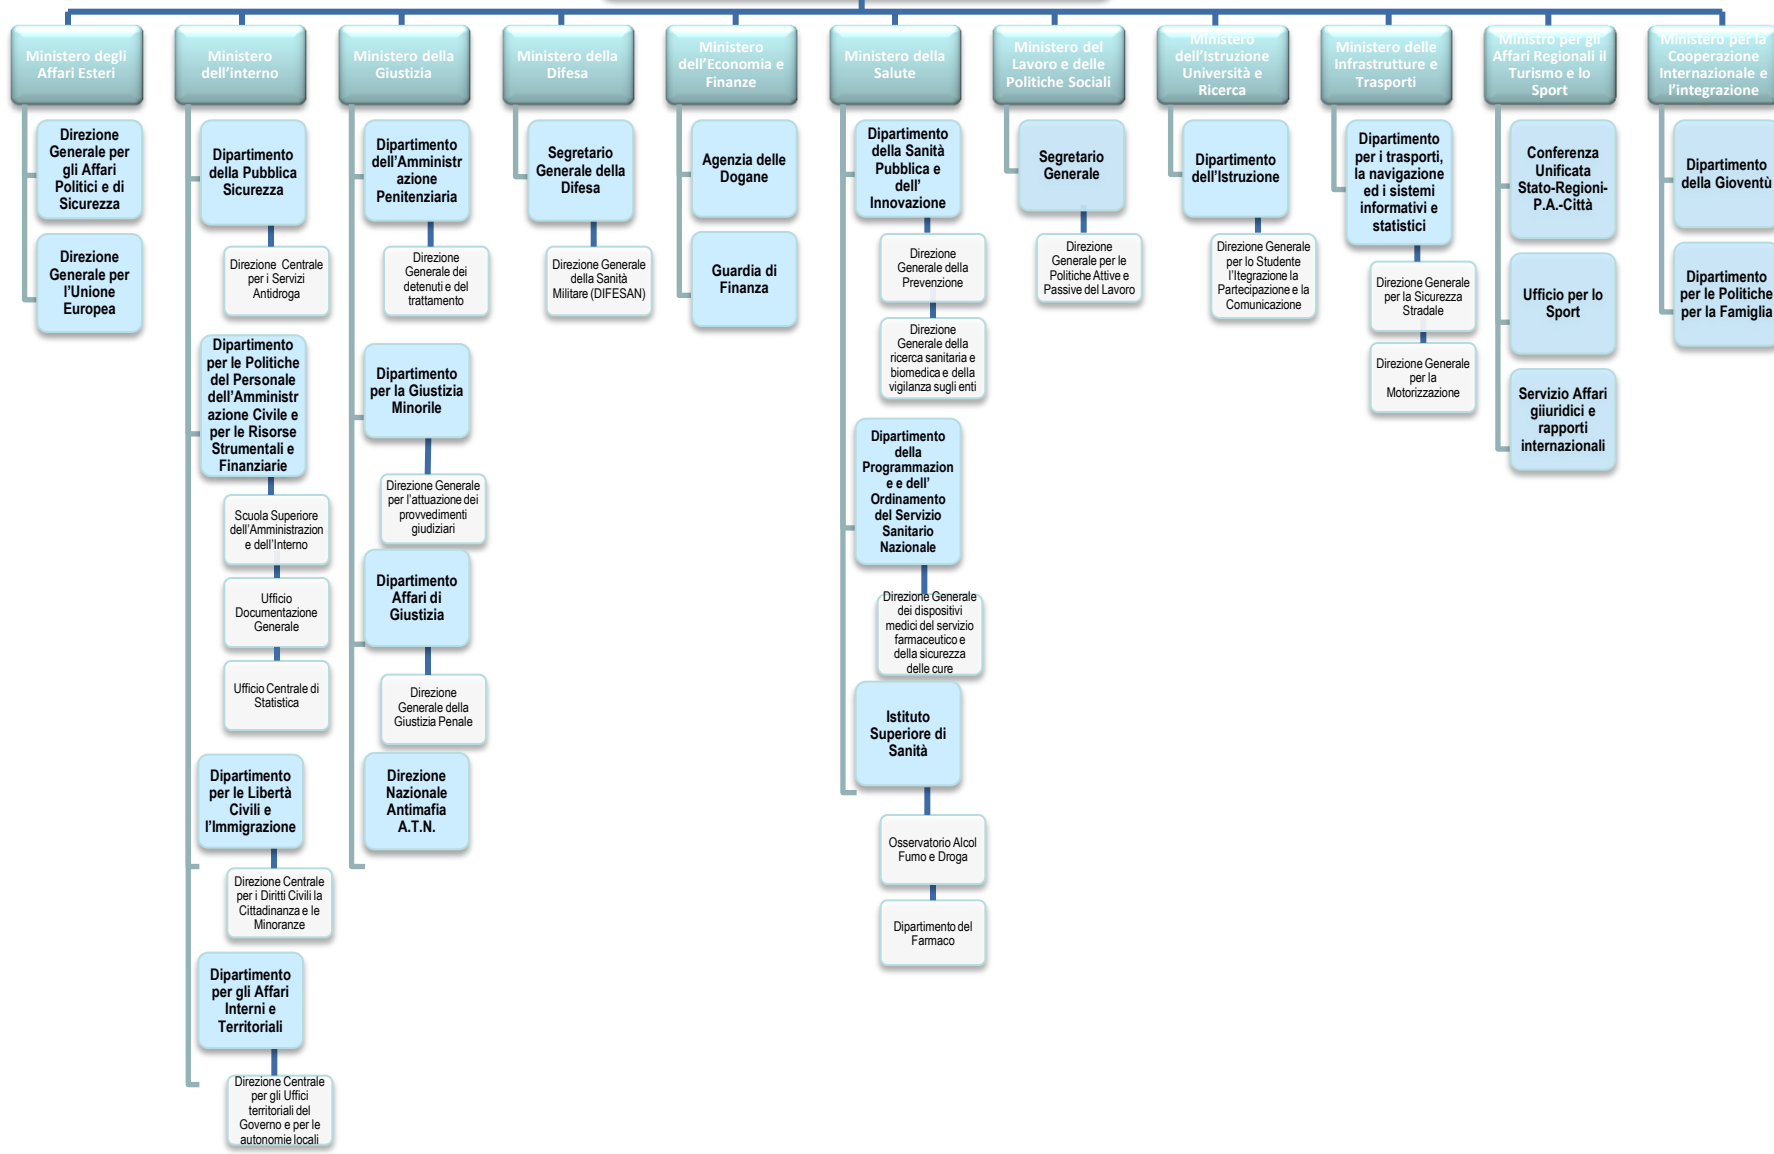 Ministero degli
Affari Esteri
Direzione
Generale per
gli Affari
Politici e di
Sicurezza
Direzione
Generale per
l'Unione
Europea
Ministero
dell'interno
Dipartimento
della Pubblica
Sicurezza
Direzione Centrale
per i Servizi
Antidroga
Dipartimento
per le Politiche
del Personale
dell'Amministr
azione Civile e
per le Risorse
Strumentali e
Finanziarie
Scuola Superiore
dell'Amministrazion
e dell'Interno
Ufficio
Documentazione
Generale
Ufficio Centrale di
Statistica
Dipartimento
per le Libertà
Civili e
l'Immigrazione
Direzione Centrale
per i Diritti Civili la
Cittadinanza e le
Minoranze
Dipartimento
per gli Affari
Interni e
Territoriali
Direzione Centrale
per gli Uffici
territoriali del
Governo e per le
autonomie locali
Ministero della
Giustizia
Dipartimento
dell'Amministr
azione
Penitenziaria
Direzione
Generale dei
detenuti e del
trattamento
Dipartimento
per la Giustizia
Minorile
Direzione Generale
per l'attuazione dei
provvedimenti
giudiziari
Dipartimento
Affari di
Giustizia
Direzione
Generale della
Giustizia Penale
Direzione
Nazionale
Antimafia
A.T.N.
Ministero della
Difesa
Segretario
Generale della
Difesa
Direzione Generale
della Sanità
Militare (DIFESAN)
Ministero
dell'Economia e
Finanze
Agenzia delle
Dogane
Guardia di
Finanza
Ministero della
Salute
Dipartimento
della Sanità
Pubblica e
dell'
Innovazione
Direzione
Generale della
Prevenzione
Direzione
Generale della
ricerca sanitaria e
biomedica e della
vigilanza sugli enti
Dipartimento
della
Programmazion
e e dell'
Ordinamento
del Servizio
Sanitario
Nazionale
Direzione Generale
dei dispositivi
medici del servizio
farmaceutico e
della sicurezza
delle cure
Istituto
Superiore di
Sanità
Osservatorio Alcol
Fumo e Droga
Dipartimento del
Farmaco
Ministero del
Lavoro e delle
Politiche Sociali
Segretario
Generale
Direzione
Generale per le
Politiche Attive e
Passive del Lavoro
Ministero
dell'Istruzione
Università e
Ricerca
Dipartimento
dell'Istruzione
Direzione Generale
per lo Studente
l'Itegrazione la
Partecipazione e la
Comunicazione
Ministero delle
Infrastrutture e
Trasporti
Dipartimento
per i trasporti,
la navigazione
ed i sistemi
informativi e
statistici
Direzione Generale
per la Sicurezza
Stradale
Direzione Generale
per la
Motorizzazione
Ministro per gli
Affari Regionali il
Turismo e lo
Sport
Conferenza
Unificata
Stato-Regioni-
P.A.-Città
Ufficio per lo
Sport
Servizio Affari
giiuridici e
rapporti
internazionali
Ministero per la
Cooperazione
Internazionale e
l'integrazione
Dipartimento
della Gioventù
Dipartimento
per le Politiche
per la Famiglia